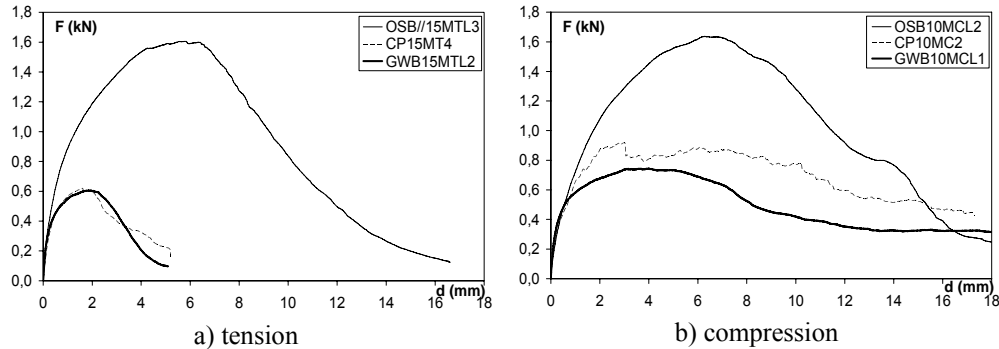 F (kN)
OSB//15MTL3
CP15MT4
GWB15MTL2
1,8
1,6
1,4
1,2
1,0
0,8
0,6
0,4
0,2
0,0
0 2 4 6 8 10 12 14 16 18
d (mm)
a) tension
F (kN)
OSB10MCL2
CP10MC2
GWB10MCL1
1,8
1,6
1,4
1,2
1,0
0,8
0,6
0,4
0,2
0,0
0 2 4 6 8 10 12 14 16 18
d (mm)
b) compression